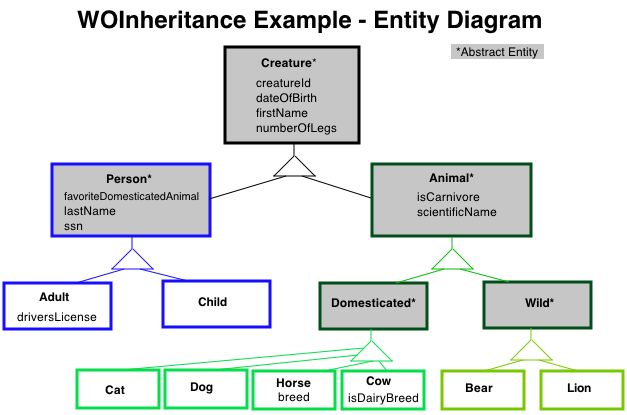 WOInheritance Example - Entity Diagram
*Abstract Entity
Creature*
creatureId
dateOfBirth
firstName
numberOfLegs
Person*
favoriteDomesticatedAnimal
lastName
ssn
Animal*
isCarnivore
scientificName
Adult
driversLicense
Child
Domesticated*
Wild*
Cat
Dog
Horse
breed
Cow
isDairyBreed
Bear
Lion